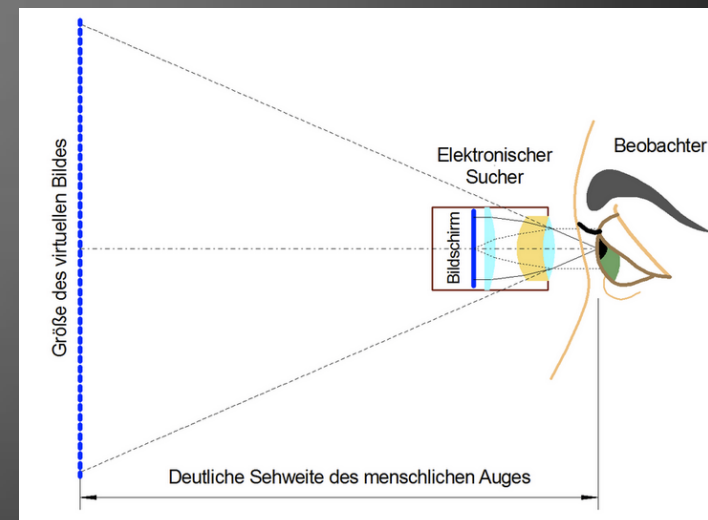 Größe des virtuellen Bildes
Elektronischer
Sucher
Bildschirm
Beobachter
Deutliche Sehweite des menschlichen Auges